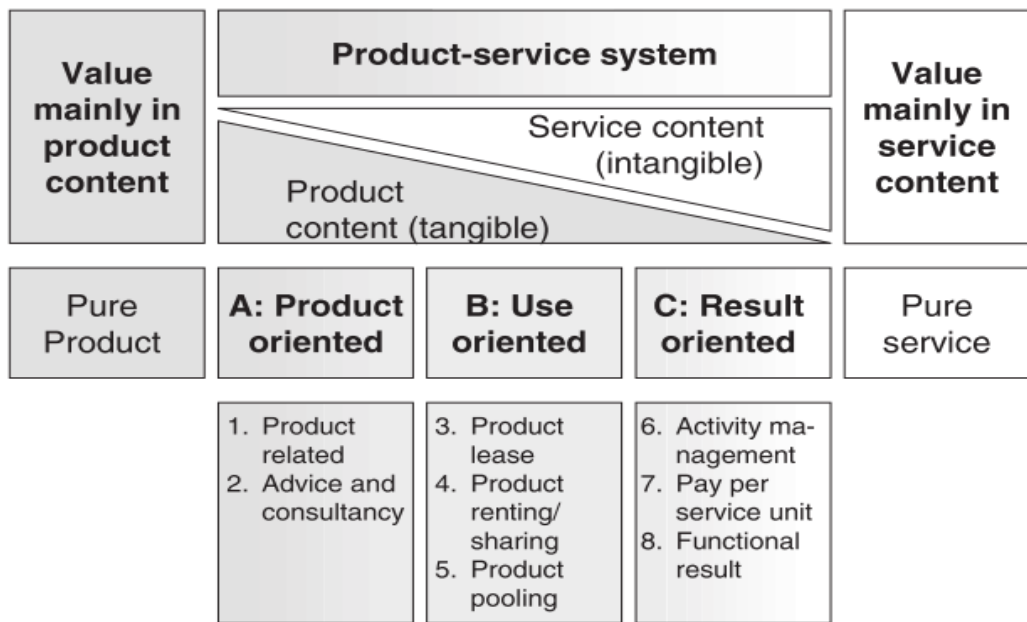 Value
mainly in
product
content
Product-service system
Service content
(intangible)
Product
content (tangible)
Value
mainly in
service
content
Pure
Product
A: Product
oriented
B: Use
oriented
C: Result
oriented
Pure
service
1. Product
related
2. Advice and
consultancy
3. Product
lease
4. Product
renting/
sharing
5. Product
pooling
6. Activity ma-
nagement
7. Pay per
service unit
8. Functional
result